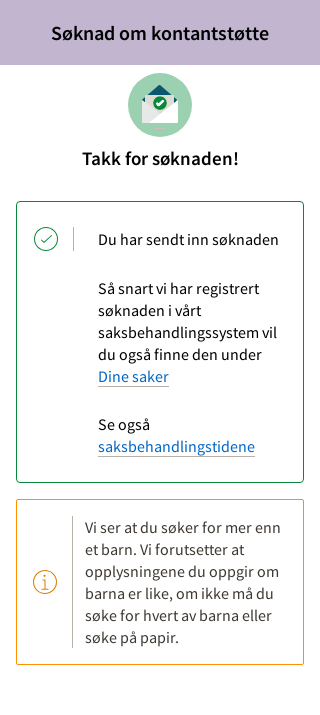 Søknad om kontantstøtte
Takk for søknaden!
Du har sendt inn søknaden
Så snart vi har registrert
søknaden i vårt
saksbehandlingssystem vil
du også finne den under
Dine saker
Se også
saksbehandlingstidene
Vi ser at du søker for mer enn
et barn. Vi forutsetter at
opplysningene du oppgir om
barna er like, om ikke må du
søke for hvert av barna eller
søke på papir.